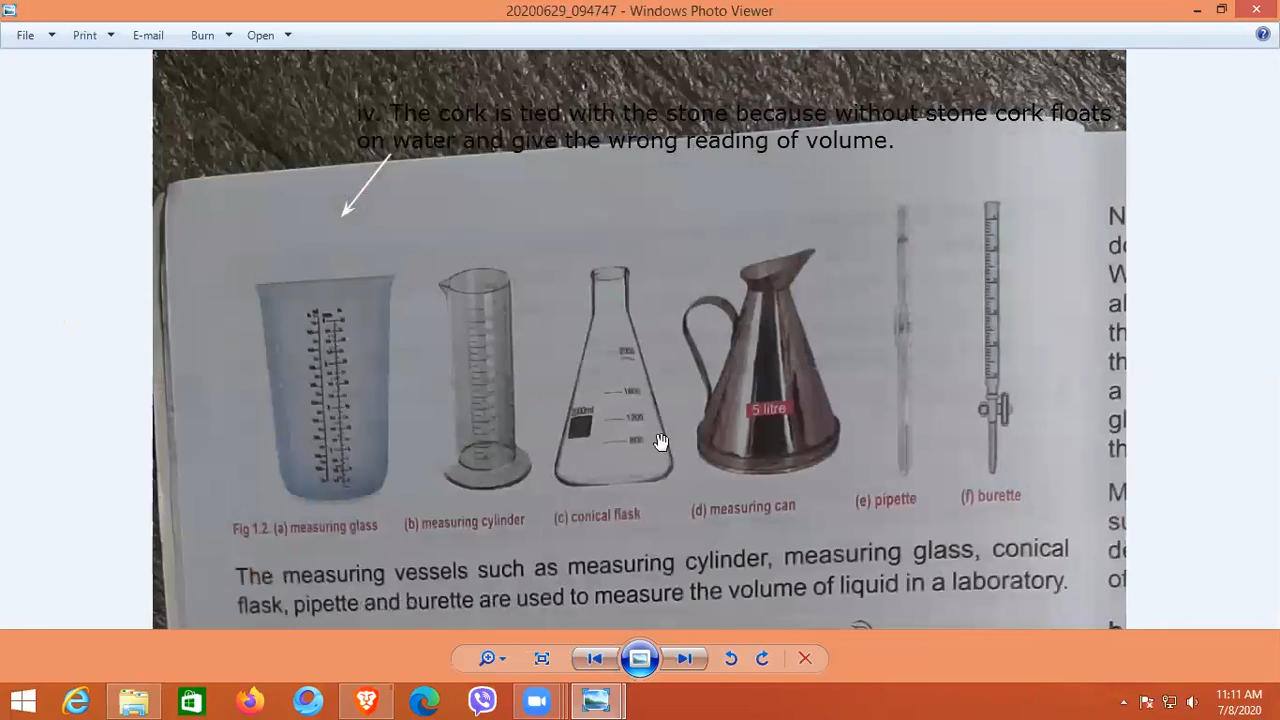 20200629_094747 - Windows Photo Viewer
File Print E-mail Burn Open
iv. The cork is tied with the stone because without stone cork floats
on water and give the wrong reading of volume.
5 litre
Fig 1.2. (a) measuring glass
(b) measuring cylinder
(c) conical flask
(d) measuring can
(e) pipette
(f) burette
The measuring vessels such as measuring cylinder, measuring glass, conical
flask, pipette and burette are used to measure the volume of liquid in a laboratory.
11:11 AM
7/8/2020